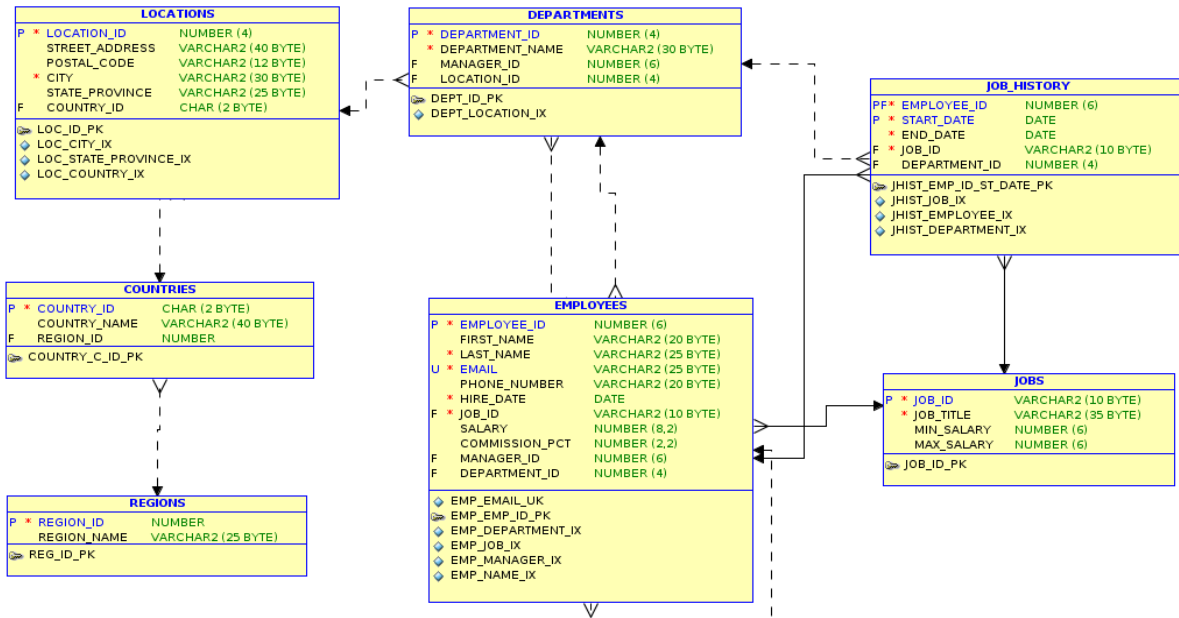 LOCATIONS
P * LOCATION_ID NUMBER (4)
STREET_ADDRESS VARCHAR2 (40 BYTE)
POSTAL_CODE VARCHAR2 (12 BYTE)
* CITY VARCHAR2 (30 BYTE)
STATE_PROVINCE VARCHAR2 (25 BYTE)
F COUNTRY_ID CHAR (2 BYTE)
LOC_ID_PK
LOC_CITY_IX
LOC_STATE_PROVINCE_IX
LOC_COUNTRY_IX
DEPARTMENTS
P * DEPARTMENT_ID NUMBER (4)
* DEPARTMENT_NAME VARCHAR2 (30 BYTE)
F MANAGER_ID NUMBER (6)
F LOCATION_ID NUMBER (4)
DEPT_ID_PK
DEPT_LOCATION_IX
JOB_HISTORY
PF* EMPLOYEE_ID NUMBER (6)
P * START_DATE DATE
* END_DATE DATE
F * JOB_ID VARCHAR2 (10 BYTE)
F DEPARTMENT_ID NUMBER (4)
JHIST_EMP_ID_ST_DATE_PK
JHIST_JOB_IX
JHIST_EMPLOYEE_IX
JHIST_DEPARTMENT_IX
COUNTRIES
P * COUNTRY_ID CHAR (2 BYTE)
COUNTRY_NAME VARCHAR2 (40 BYTE)
F REGION_ID NUMBER
COUNTRY_C_ID_PK
EMPLOYEES
P * EMPLOYEE_ID NUMBER (6)
FIRST_NAME VARCHAR2 (20 BYTE)
* LAST_NAME VARCHAR2 (25 BYTE)
U * EMAIL VARCHAR2 (25 BYTE)
PHONE_NUMBER VARCHAR2 (20 BYTE)
* HIRE_DATE DATE
F * JOB_ID VARCHAR2 (10 BYTE)
SALARY NUMBER (8,2)
COMMISSION_PCT NUMBER (2,2)
F MANAGER_ID NUMBER (6)
F DEPARTMENT_ID NUMBER (4)
EMP_EMAIL_UK
EMP_EMP_ID_PK
EMP_DEPARTMENT_IX
EMP_JOB_IX
EMP_MANAGER_IX
EMP_NAME_IX
JOBS
P * JOB_ID VARCHAR2 (10 BYTE)
* JOB_TITLE VARCHAR2 (35 BYTE)
MIN_SALARY NUMBER (6)
MAX_SALARY NUMBER (6)
JOB_ID_PK
REGIONS
P * REGION_ID NUMBER
REGION_NAME VARCHAR2 (25 BYTE)
REG_ID_PK